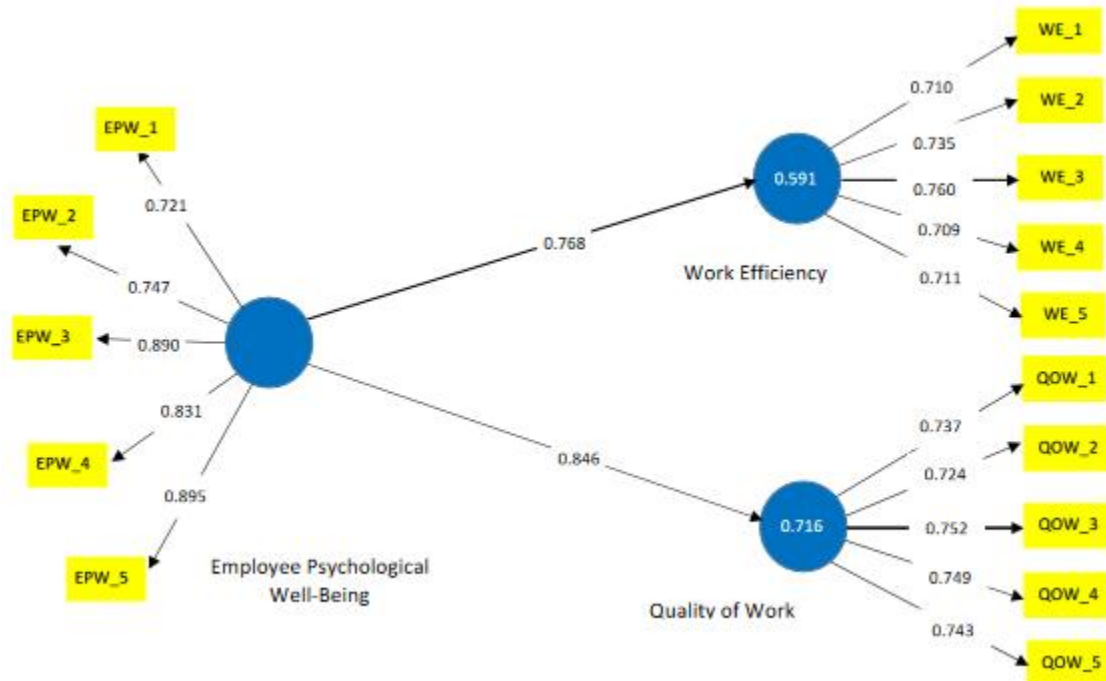 EPW_1
0.721
EPW_2
0.747
EPW_3
0.890
EPW_4
0.831
EPW_5
0.895
Employee Psychological
Well-Being
0.768
0.846
0.591
Work Efficiency
0.716
Quality of Work
WE_1
0.710
WE_2
0.735
WE_3
0.760
WE_4
0.709
WE_5
0.711
QOW_1
0.737
QOW_2
0.724
QOW_3
0.752
QOW_4
0.749
QOW_5
0.743